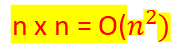 n x n = O(n²)